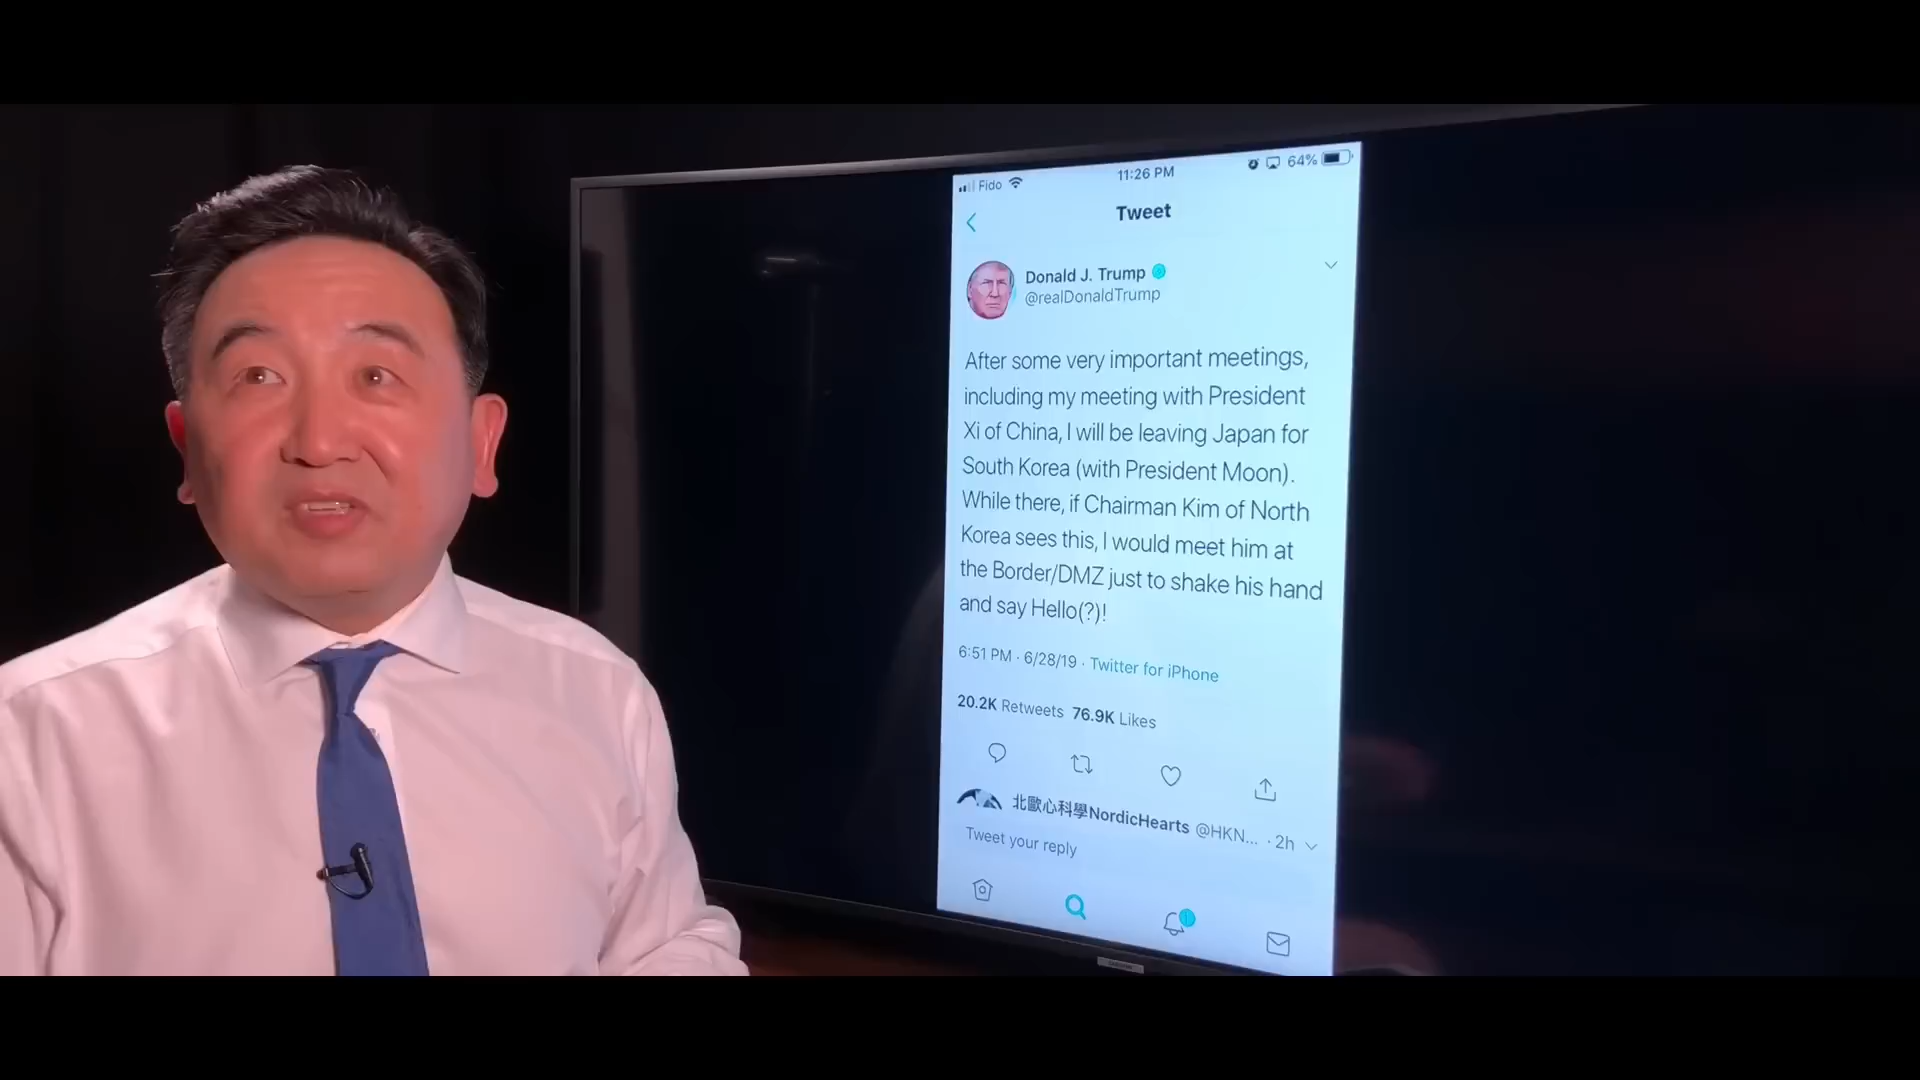 Fido
11:26 PM
64%
Tweet
Donald J. Trump
@realDonaldTrump
After some very important meetings,
including my meeting with President
Xi of China, I will be leaving Japan for
South Korea (with President Moon).
While there, if Chairman Kim of North
Korea sees this, I would meet him at
the Border/DMZ just to shake his hand
and say Hello(?)!
6:51 PM · 6/28/19 · Twitter for iPhone
20.2K Retweets 76.9K Likes
北歐心科學NordicHearts @HKN... · 2h
Tweet your reply